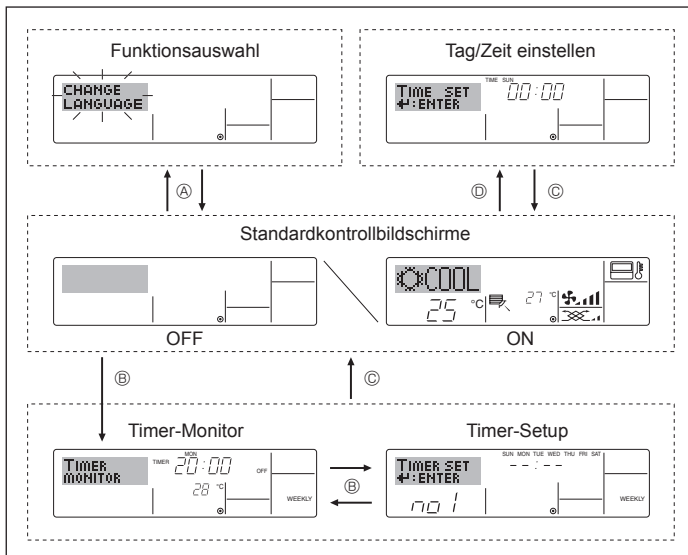 Funktionsauswahl
CHANGE
LANGUAGE
Tag/Zeit einstellen
TIME SUN
TIME SET
↵:ENTER
00:00
Ⓐ
Ⓓ
Ⓒ
Standardkontrollbildschirme
OFF
COOL
25 °C
27 °C
ON
Ⓑ
Ⓒ
Timer-Monitor
TIMER
MONITOR
TIMER
MON
20:00
OFF
28 °C
WEEKLY
Ⓑ
Timer-Setup
SUN MON TUE WED THU FRI SAT
TIMER SET
↵:ENTER
--:--
no 1
WEEKLY